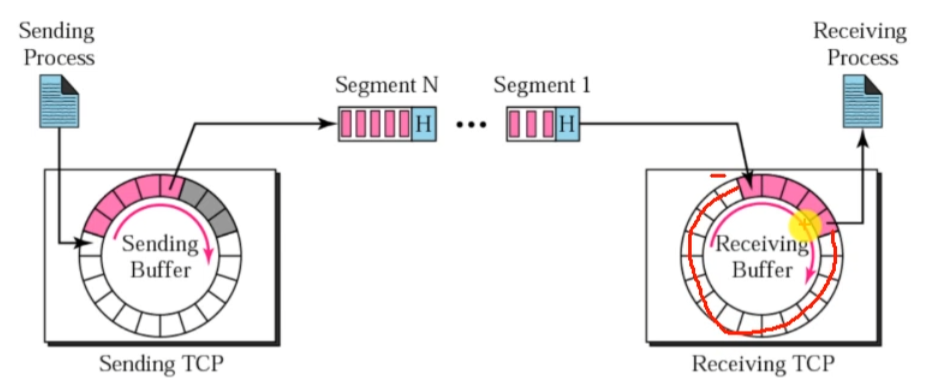 Sending
Process
Receiving
Process
Segment N
Segment 1
H
...
H
Sending
Buffer
Receiving
Buffer
Sending TCP
Receiving TCP